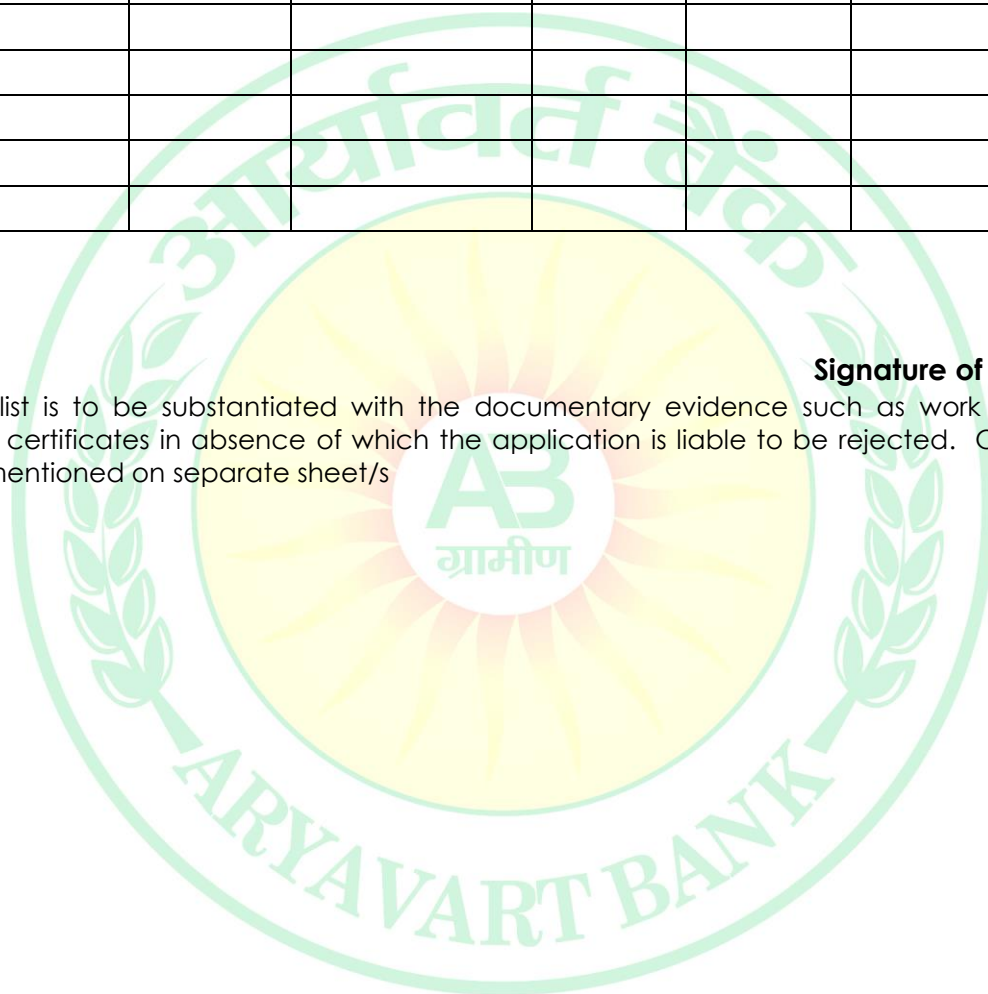 आर्यावर्त बैंक
Signature of
list is to be substantiated with the documentary evidence such as work
certificates in absence of which the application is liable to be rejected.
mentioned on separate sheet/s
AB
ग्रामीण
ARYAVART BANK